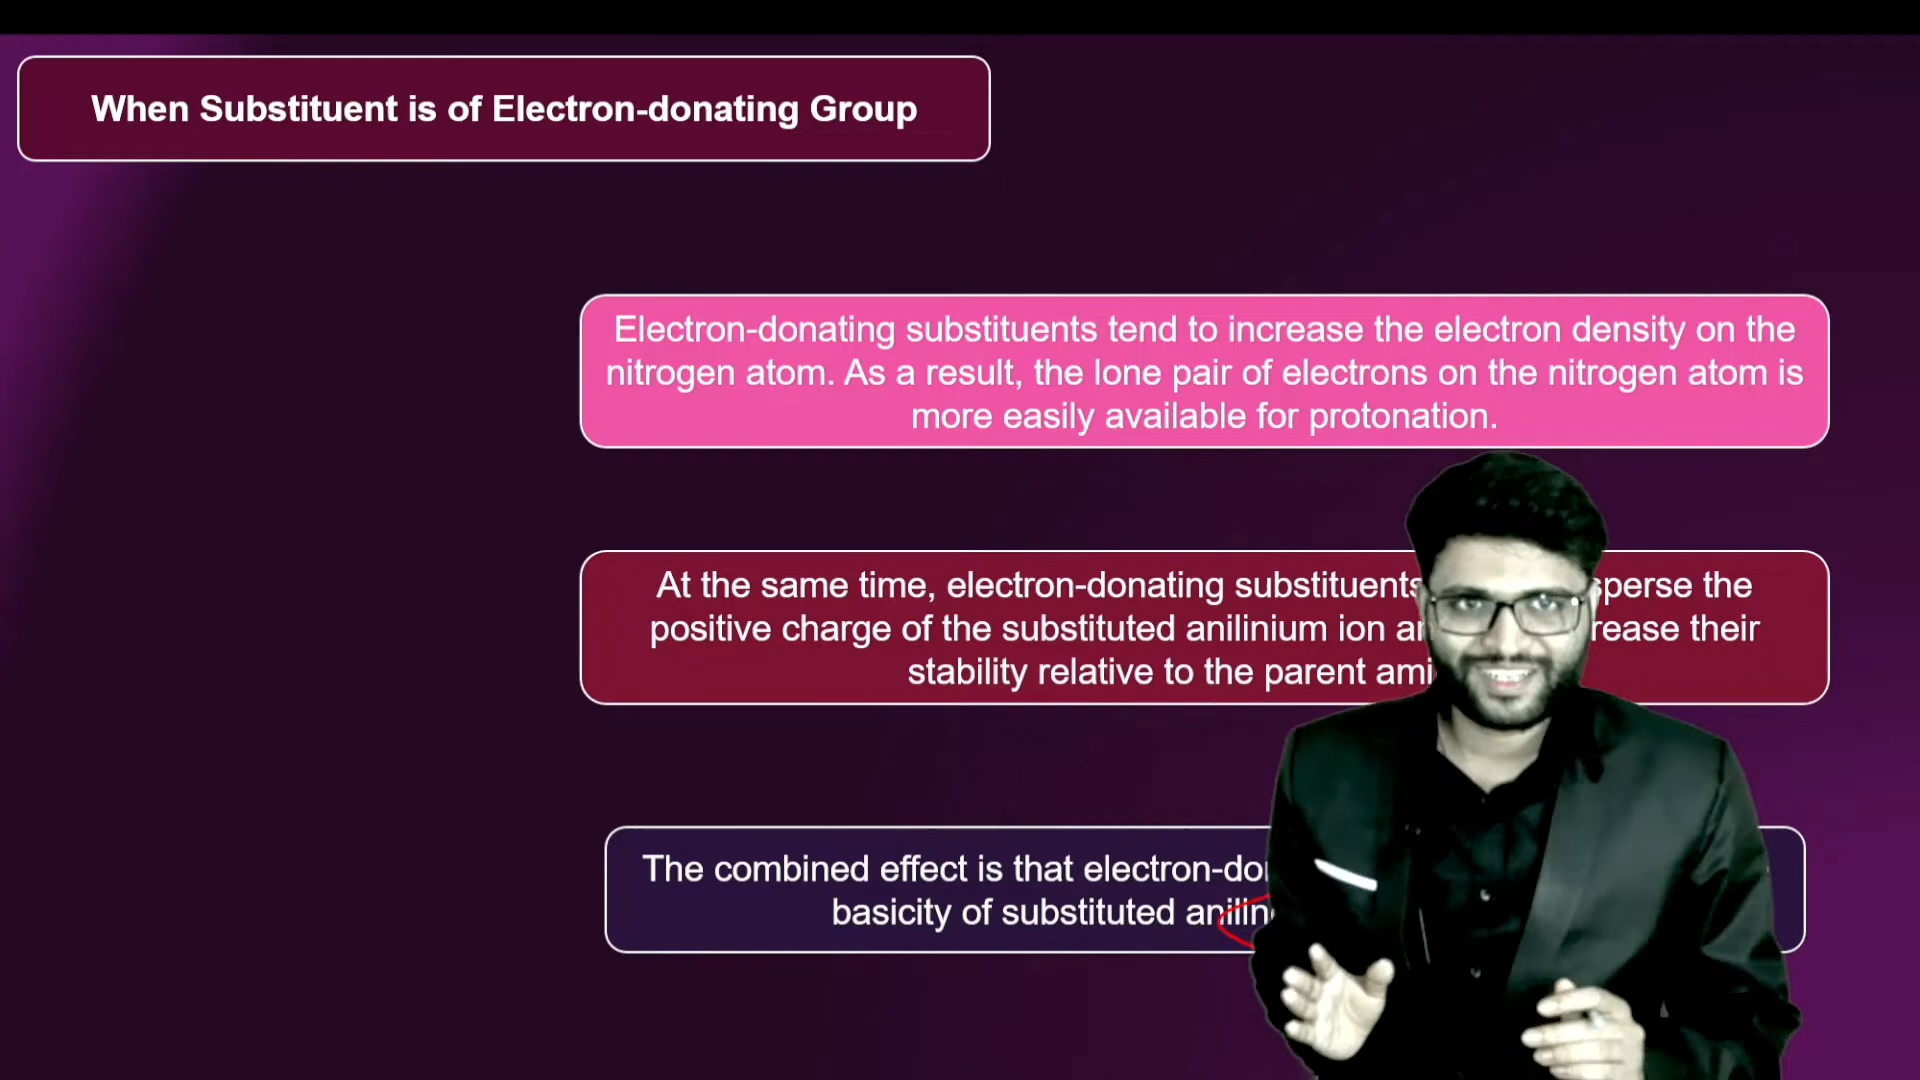 When Substituent is of Electron-donating Group
Electron-donating substituents tend to increase the electron density on the
nitrogen atom. As a result, the lone pair of electrons on the nitrogen atom is
more easily available for protonation.
At the same time, electron-donating substituents the
positive charge of the substituted anilinium ion their
stability relative to the parent
The combined effect is that
basicity of substituted